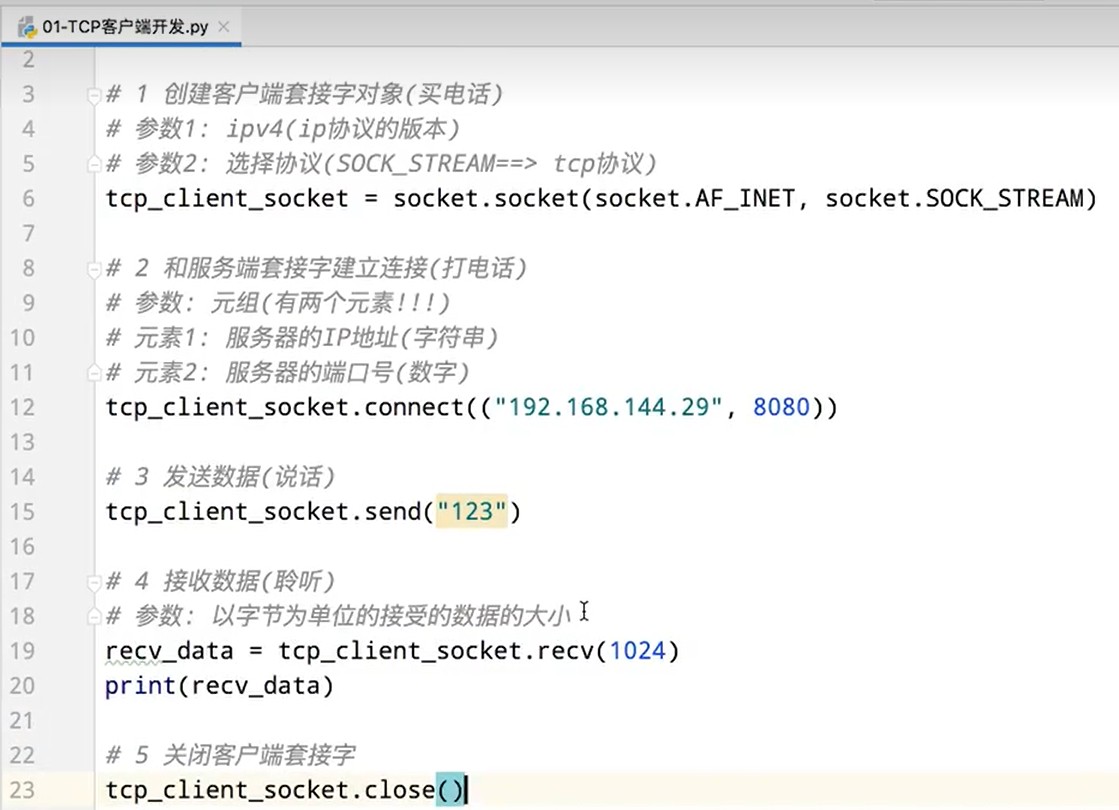 01-TCP客户端开发.py
2
3 # 1 创建客户端套接字对象(买电话)
4 # 参数1: ipv4(ip协议的版本)
5 # 参数2: 选择协议(SOCK_STREAM==> tcp协议)
6 tcp_client_socket = socket.socket(socket.AF_INET, socket.SOCK_STREAM)
7
8 # 2 和服务端套接字建立连接(打电话)
9 # 参数: 元组(有两个元素!!!)
10 # 元素1: 服务器的IP地址(字符串)
11 # 元素2: 服务器的端口号(数字)
12 tcp_client_socket.connect(("192.168.144.29", 8080))
13
14 # 3 发送数据(说话)
15 tcp_client_socket.send("123")
16
17 # 4 接收数据(聆听)
18 # 参数: 以字节为单位的接受的数据的大小
19 recv_data = tcp_client_socket.recv(1024)
20 print(recv_data)
21
22 # 5 关闭客户端套接字
23 tcp_client_socket.close()